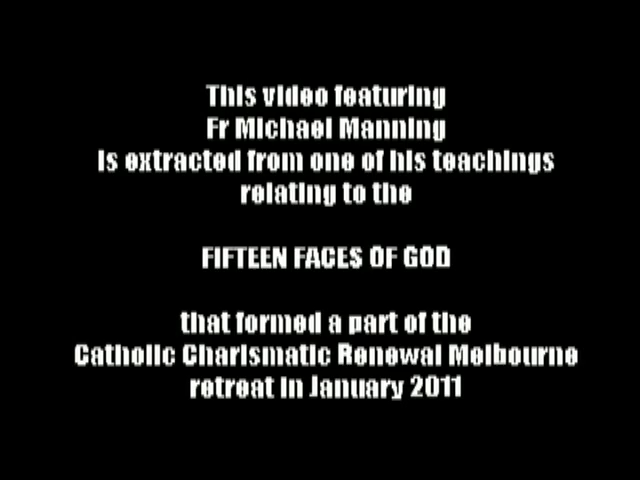 This video featuring
Fr Michael Manning
is extracted from one of his teachings
relating to the
FIFTEEN FACES OF GOD
that formed a part of the
Catholic Charismatic Renewal Melbourne
retreat in January 2011